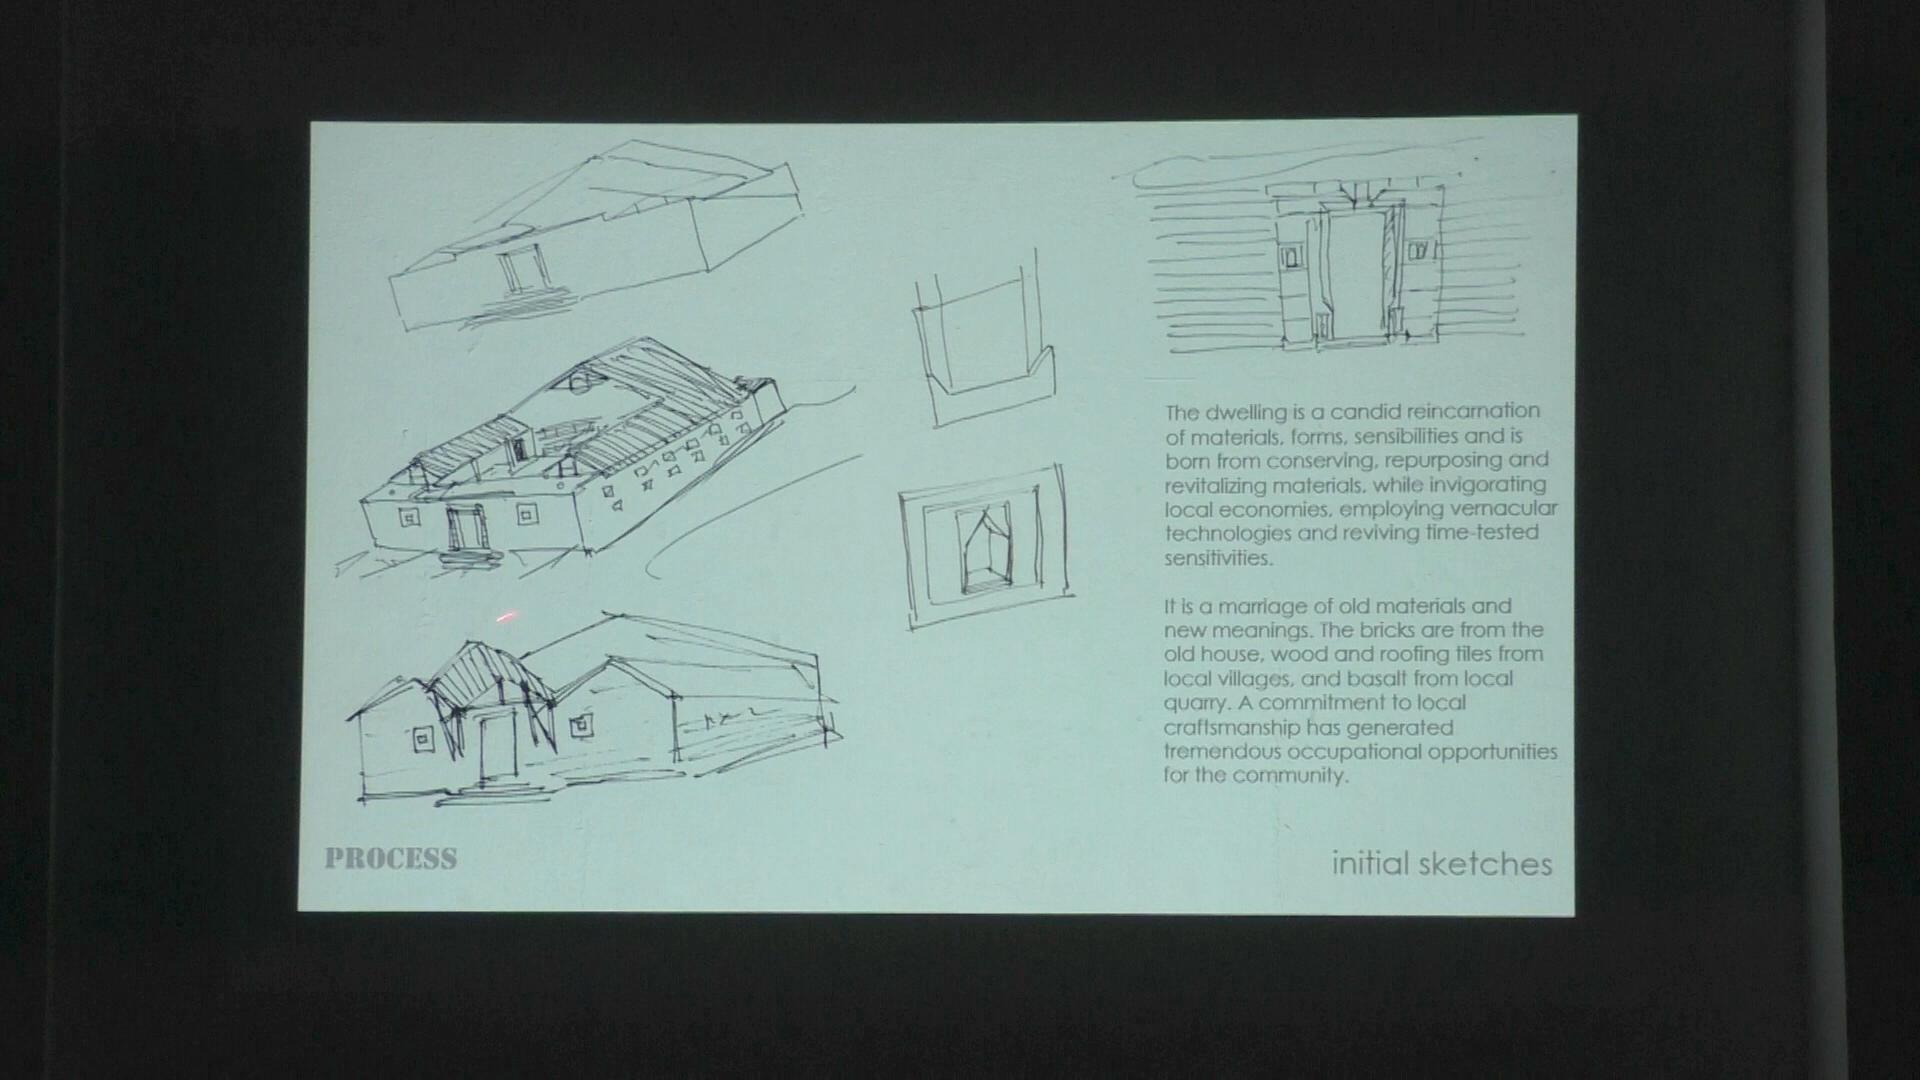 The dwelling is a candid reincarnation
of materials, forms, sensibilities and is
born from conserving, repurposing and
revitalizing materials, while invigorating
local economies, employing vernacular
technologies and reviving time-tested
sensitivities.
It is a marriage of old materials and
new meanings. The bricks are from the
old house, wood and roofing tiles from
local villages, and basalt from local
quarry. A commitment to local
craftsmanship has generated
tremendous occupational opportunities
for the community.
PROCESS
initial sketches